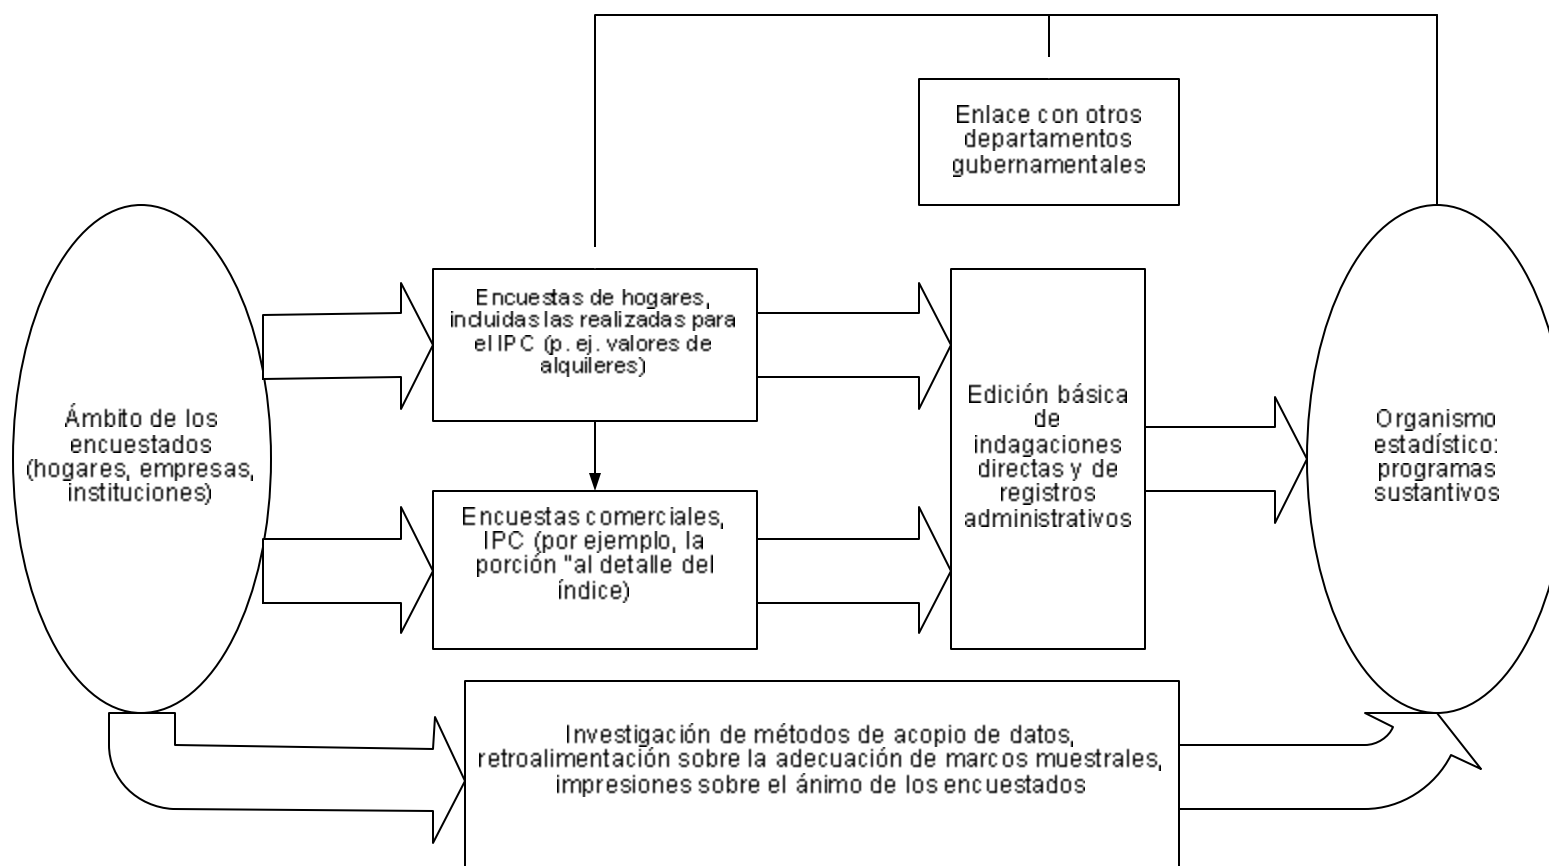 Enlace con otros
departamentos
gubernamentales
Encuestas de hogares,
incluidas las realizadas para
el IPC (p. ej. valores de
alquileres)
Ámbito de los
encuestados
(hogares, empresas,
instituciones)
Edición básica
de
indagaciones
directas y de
registros
administrativos
Organismo
estadístico:
programas
sustantivos
Encuestas comerciales,
IPC (por ejemplo, la
porción "al detalle del
índice)
Investigación de métodos de acopio de datos,
retroalimentación sobre la adecuación de marcos muestrales,
impresiones sobre el ánimo de los encuestados